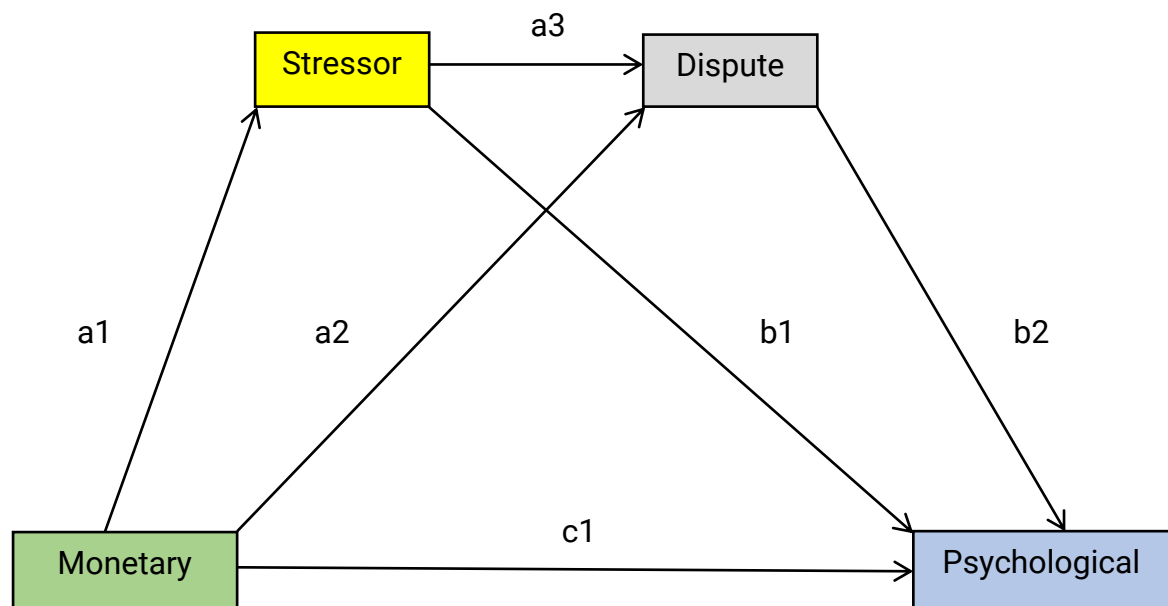 a3
Stressor
Dispute
a1
a2
b1
b2
c1
Monetary
Psychological